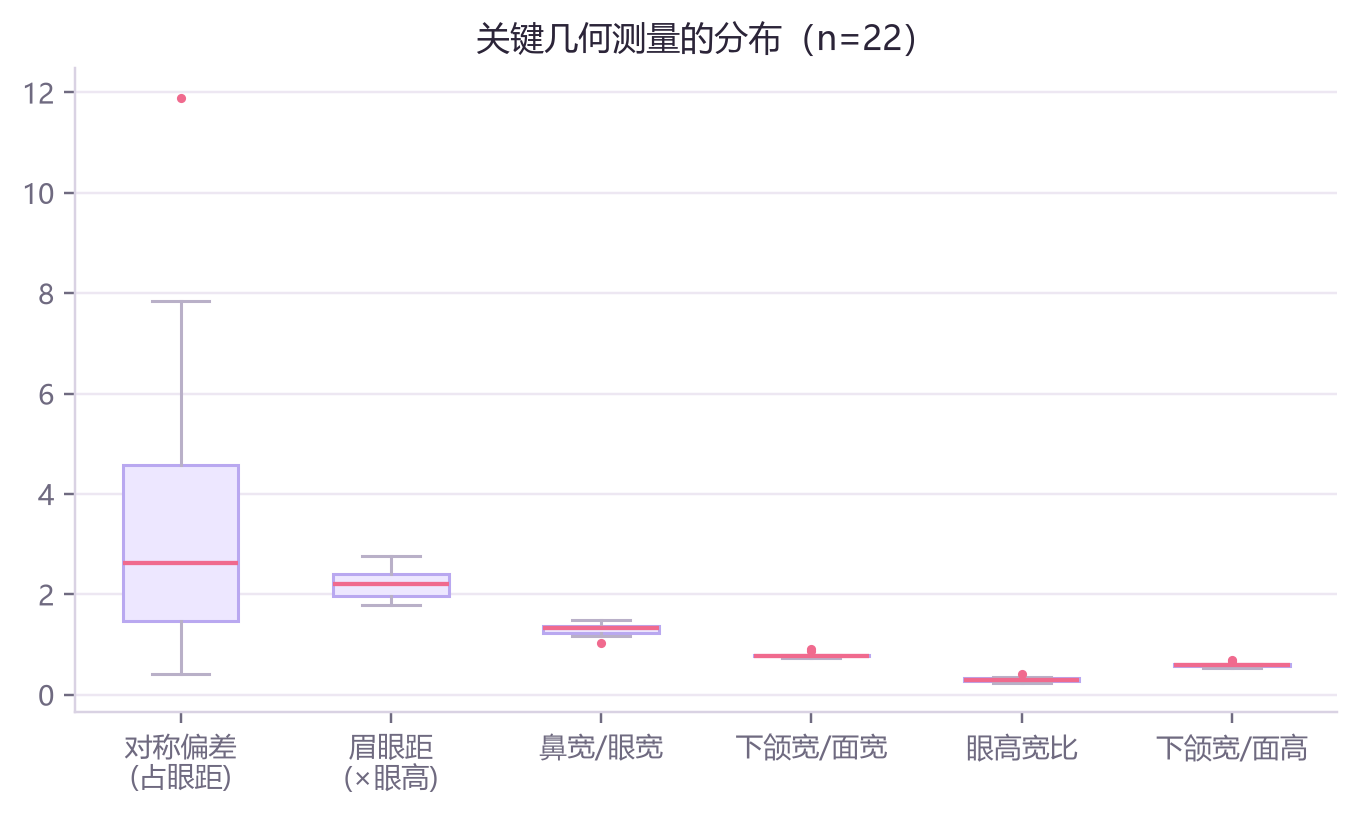 关键几何测量的分布（n=22）
12
10
8
6
4
2
0
对称偏差
(占眼距)
眉眼距
(×眼高)
鼻宽/眼宽
下颌宽/面宽
眼高宽比
下颌宽/面高